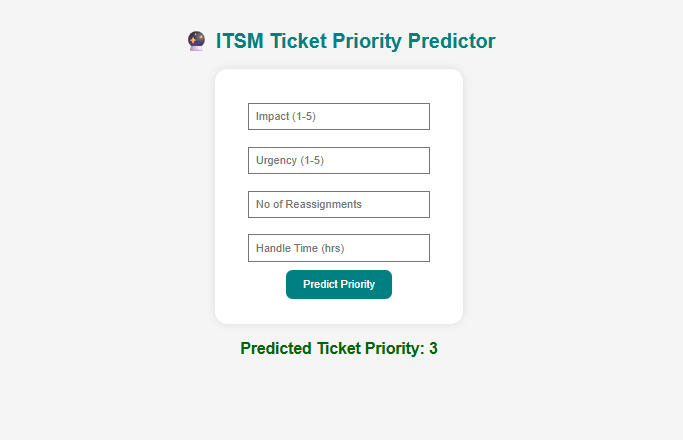 🔮 ITSM Ticket Priority Predictor
Impact (1-5)
Urgency (1-5)
No of Reassignments
Handle Time (hrs)
Predict Priority
Predicted Ticket Priority: 3